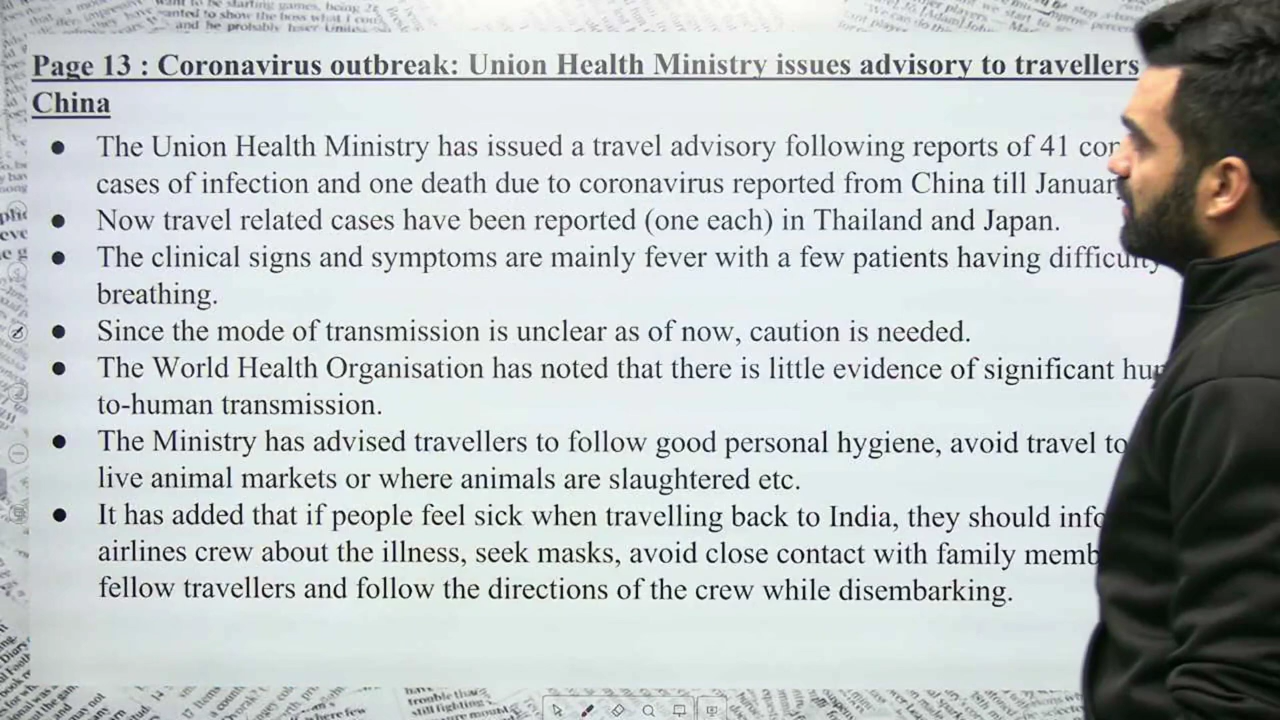 Page 13 : Coronavirus outbreak: Union Health Ministry issues advisory to travellers
China
● The Union Health Ministry has issued a travel advisory following reports of 41
cases of infection and one death due to coronavirus reported from China till
● Now travel related cases have been reported (one each) in Thailand and Japan.
● The clinical signs and symptoms are mainly fever with a few patients having difficulty
breathing.
● Since the mode of transmission is unclear as of now, caution is needed.
● The World Health Organisation has noted that there is little evidence of significant
to-human transmission.
● The Ministry has advised travellers to follow good personal hygiene, avoid travel to
live animal markets or where animals are slaughtered etc.
● It has added that if people feel sick when travelling back to India, they should
airlines crew about the illness, seek masks, avoid close contact with family
fellow travellers and follow the directions of the crew while disembarking.